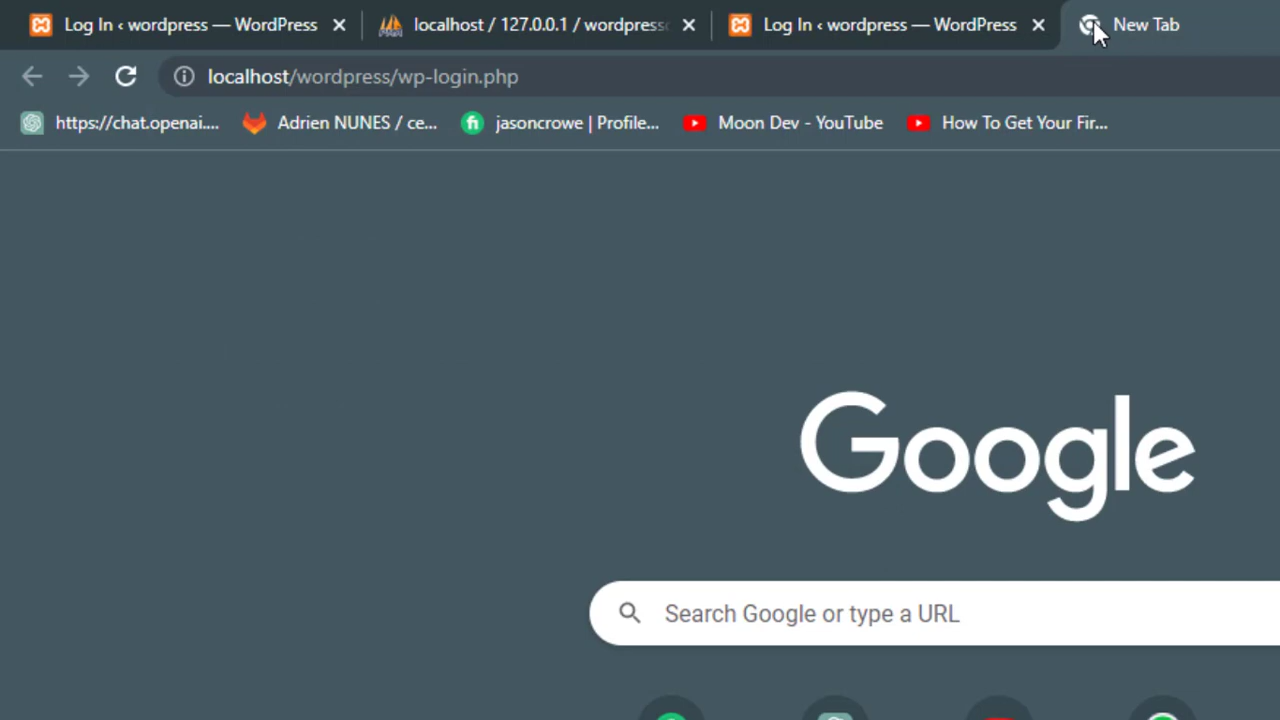 Log In ‹ wordpress — WordPress
localhost / 127.0.0.1 / wordpress
Log In ‹ wordpress — WordPress
New Tab
localhost/wordpress/wp-login.php
https://chat.openai....
Adrien NUNES / ce...
jasoncrowe | Profile...
Moon Dev - YouTube
How To Get Your Fir...
Google
Search Google or type a URL